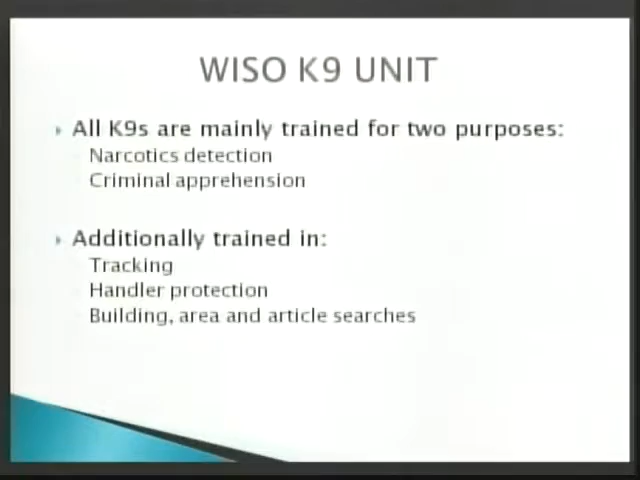 WISO K9 UNIT
All K9s are mainly trained for two purposes:
Narcotics detection
Criminal apprehension
Additionally trained in:
Tracking
Handler protection
Building, area and article searches